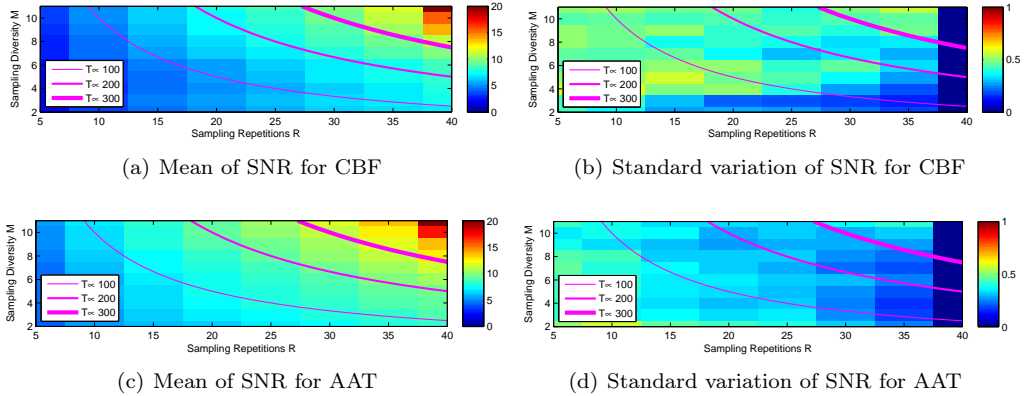 Sampling Diversity M
10
8
6
4
2
5 10 15 20 25 30 35 40
Sampling Repetitions R
T∝ 100
T∝ 200
T∝ 300
20
15
10
5
0
(a) Mean of SNR for CBF
10
8
6
4
2
Sampling Diversity M
5 10 15 20 25 30 35 40
Sampling Repetitions R
T∝ 100
T∝ 200
T∝ 300
1
0.5
0
(b) Standard variation of SNR for CBF
Sampling Diversity M
10
8
6
4
2
5 10 15 20 25 30 35 40
Sampling Repetitions R
T∝ 100
T∝ 200
T∝ 300
20
15
10
5
0
(c) Mean of SNR for AAT
Sampling Diversity M
10
8
6
4
2
5 10 15 20 25 30 35 40
Sampling Repetitions R
T∝ 100
T∝ 200
T∝ 300
1
0.5
0
(d) Standard variation of SNR for AAT